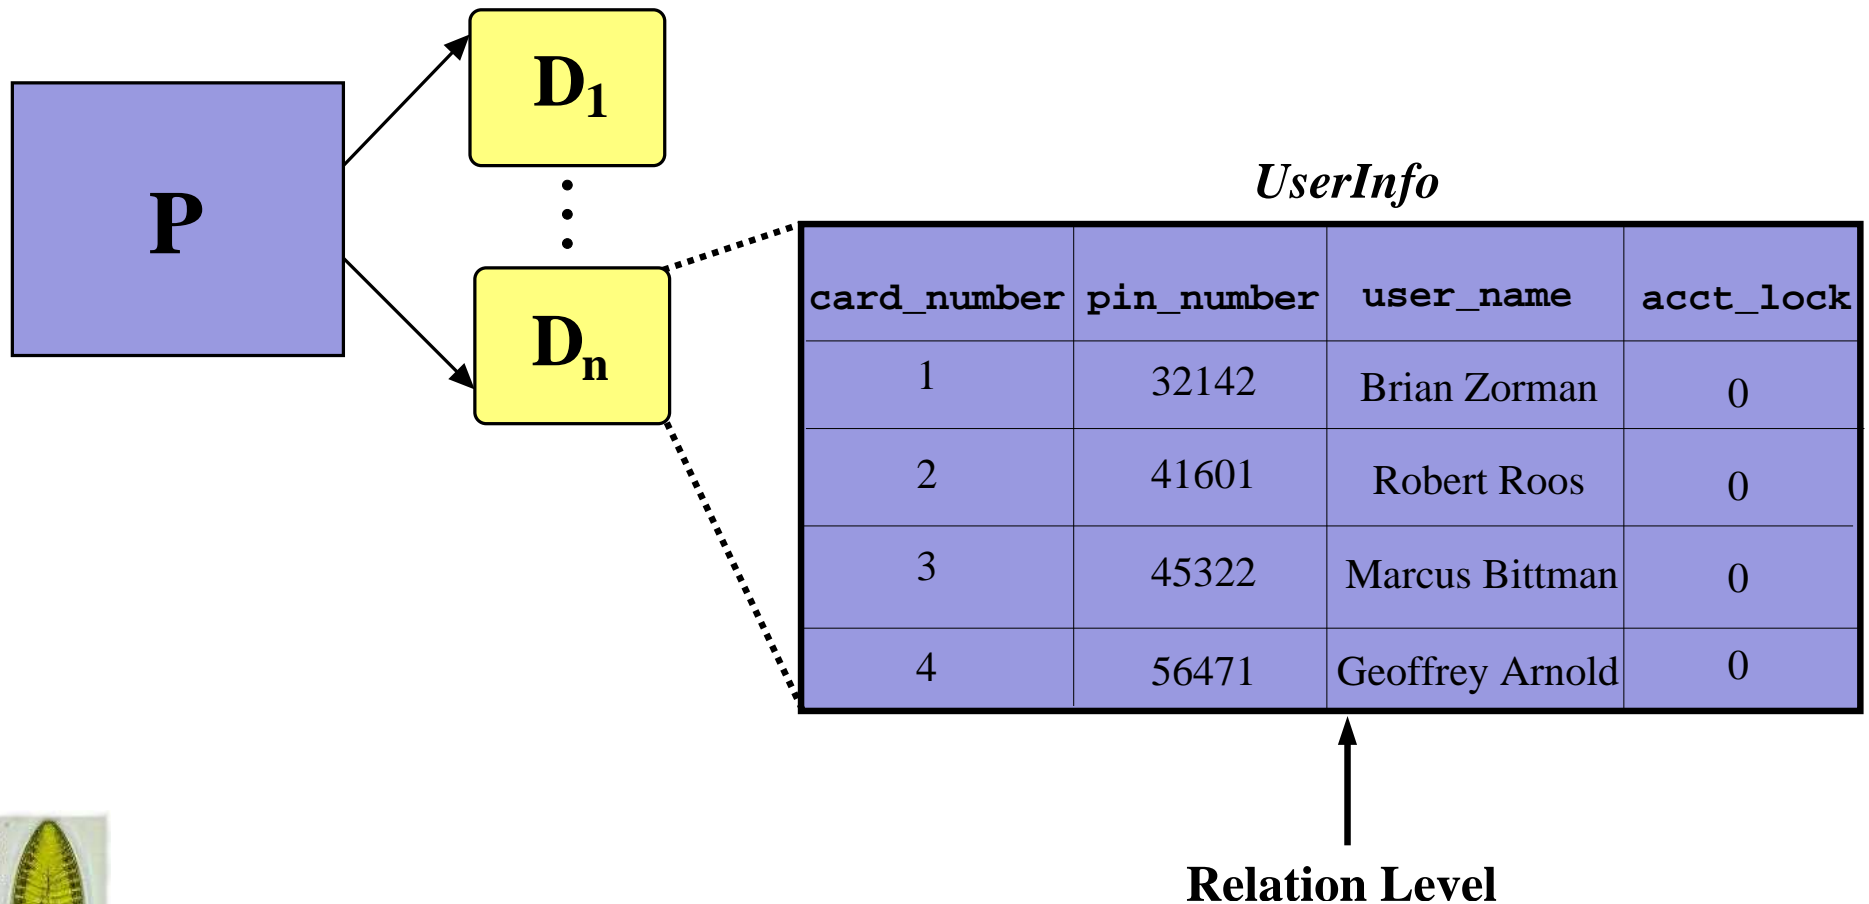 P
D1
Dn
UserInfo
card_number pin_number user_name acct_lock
1 32142 Brian Zorman 0
2 41601 Robert Roos 0
3 45322 Marcus Bittman 0
4 56471 Geoffrey Arnold 0
Relation Level